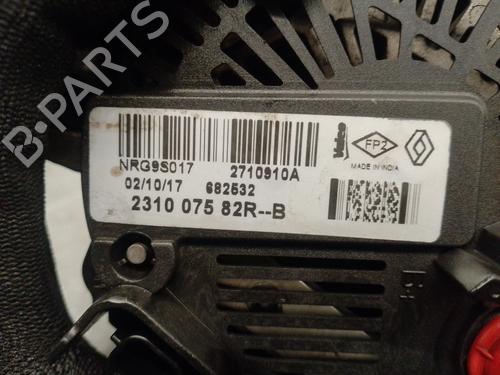 B-PARTS
NRG9S017 2710910A
Valeo
FP2
MADE IN INDIA
02/10/17 682532
2310 075 82R--B